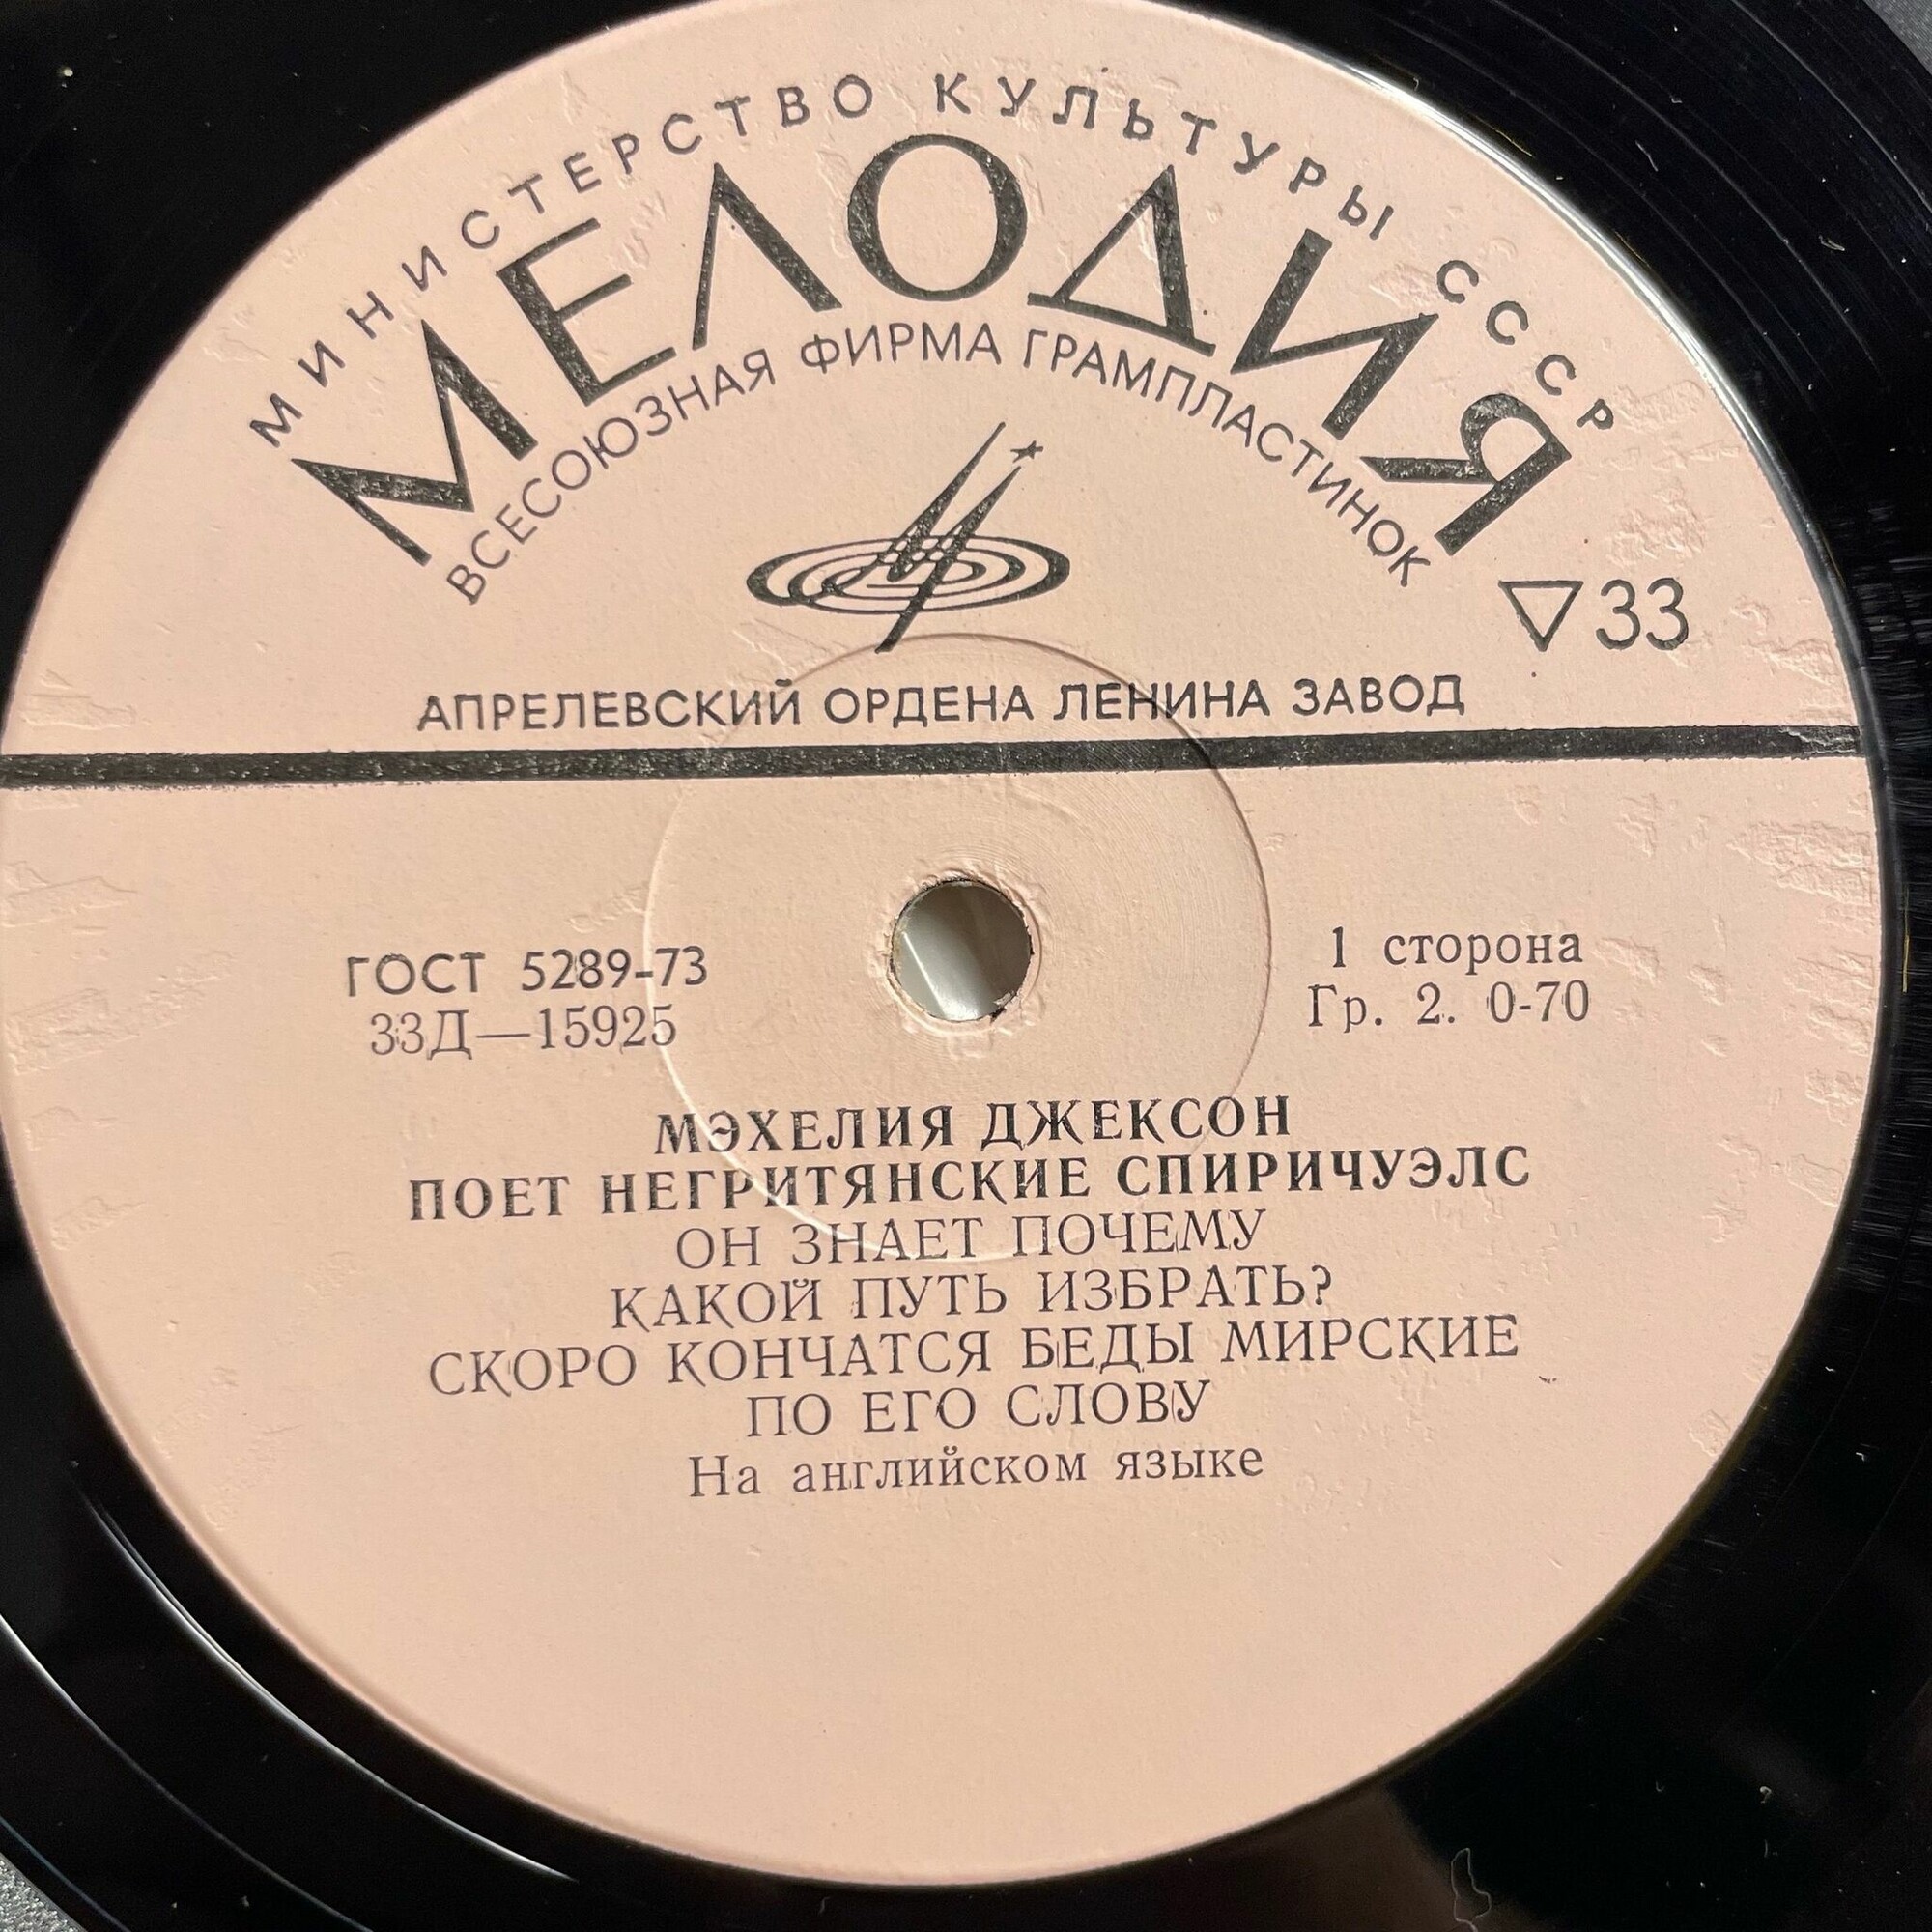 МИНИСТЕРСТВО КУЛЬТУРЫ СССР
МЕЛОДИЯ
ВСЕСОЮЗНАЯ ФИРМА ГРАМПЛАСТИНОК
33
АПРЕЛЕВСКИЙ ОРДЕНА ЛЕНИНА ЗАВОД
ГОСТ 5289-73
33Д—15925
1 сторона
Гр. 2. 0-70
МЭХЕЛИЯ ДЖЕКСОН
ПОЕТ НЕГРИТЯНСКИЕ СПИРИЧУЭЛС
ОН ЗНАЕТ ПОЧЕМУ
КАКОЙ ПУТЬ ИЗБРАТЬ?
СКОРО КОНЧАТСЯ БЕДЫ МИРСКИЕ
ПО ЕГО СЛОВУ
На английском языке